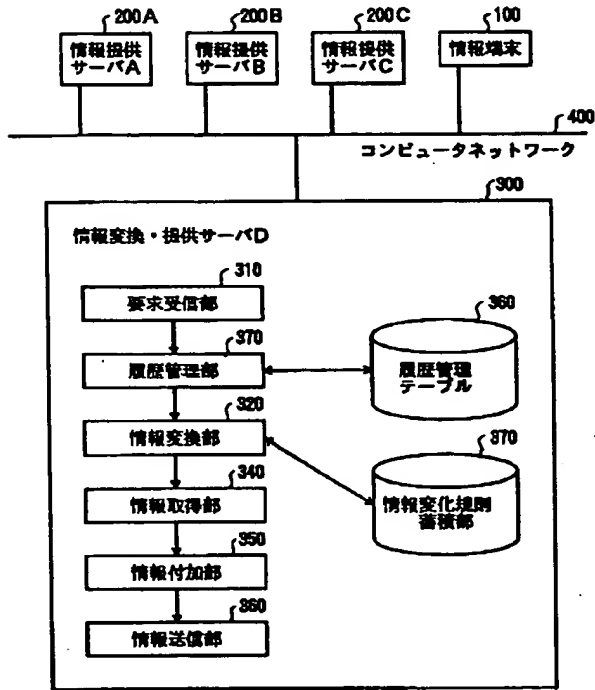 200A
200B
200C
100
情報提供
サーバA
情報提供
サーバB
情報提供
サーバC
情報端末
400
コンピュータネットワーク
300
情報変換・提供サーバD
310
要求受信部
370
履歴管理部
320
情報変換部
340
情報取得部
350
情報付加部
360
情報送信部
360
履歴管理
テーブル
370
情報変化規則
蓄積部